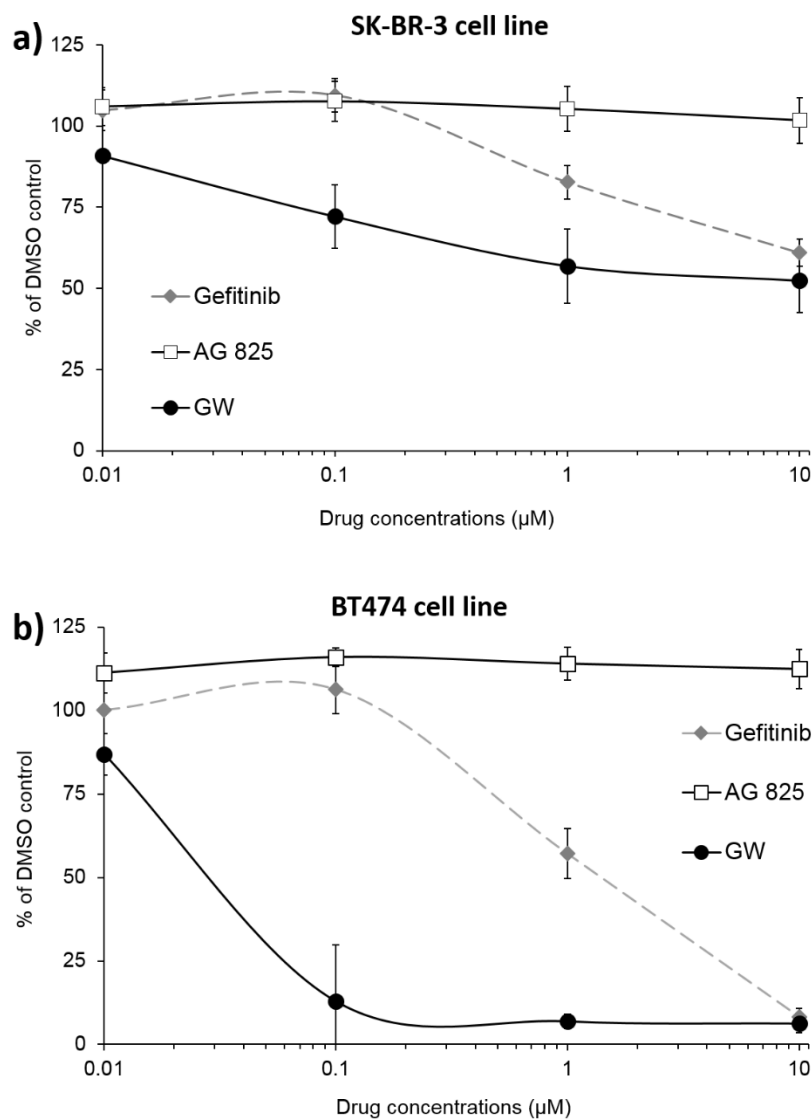 a)
SK-BR-3 cell line
125
100
75
50
25
0
% of DMSO control
Gefitinib
AG 825
GW
0.01
0.1
1
10
Drug concentrations (µM)
b)
BT474 cell line
125
100
75
50
25
0
% of DMSO control
Gefitinib
AG 825
GW
0.01
0.1
1
10
Drug concentrations (µM)